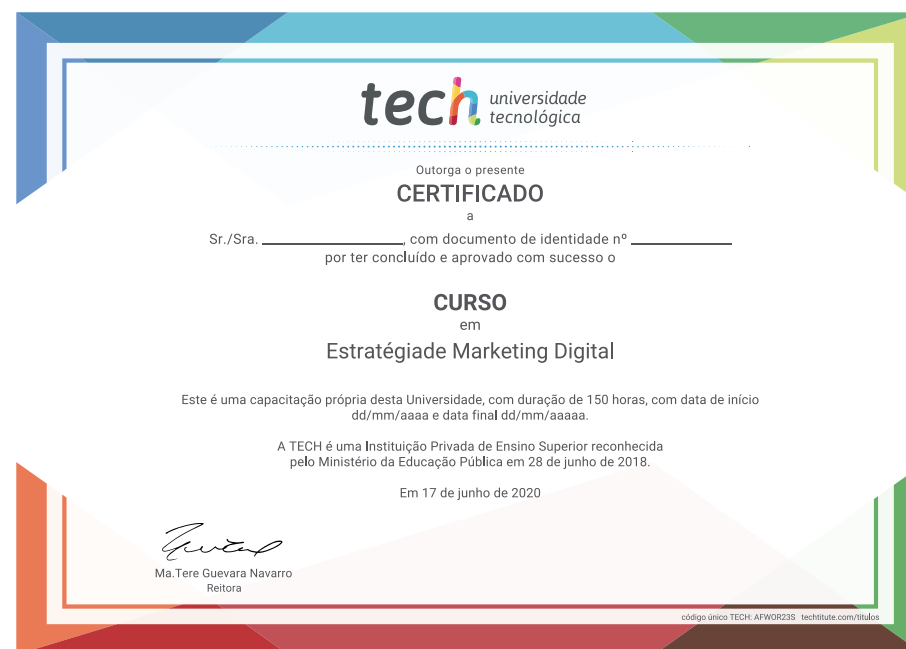 tech universidade
tecnológica
Outorga o presente
CERTIFICADO
a
Sr./Sra. ________________, com documento de identidade nº ____________
por ter concluído e aprovado com sucesso o
CURSO
em
Estratégiade Marketing Digital
Este é uma capacitação própria desta Universidade, com duração de 150 horas, com data de início
dd/mm/aaaa e data final dd/mm/aaaaa.
A TECH é uma Instituição Privada de Ensino Superior reconhecida
pelo Ministério da Educação Pública em 28 de junho de 2018.
Em 17 de junho de 2020
Ma.Tere Guevara Navarro
Reitora
código único TECH: AFWOR23S techtitute.com/titulos